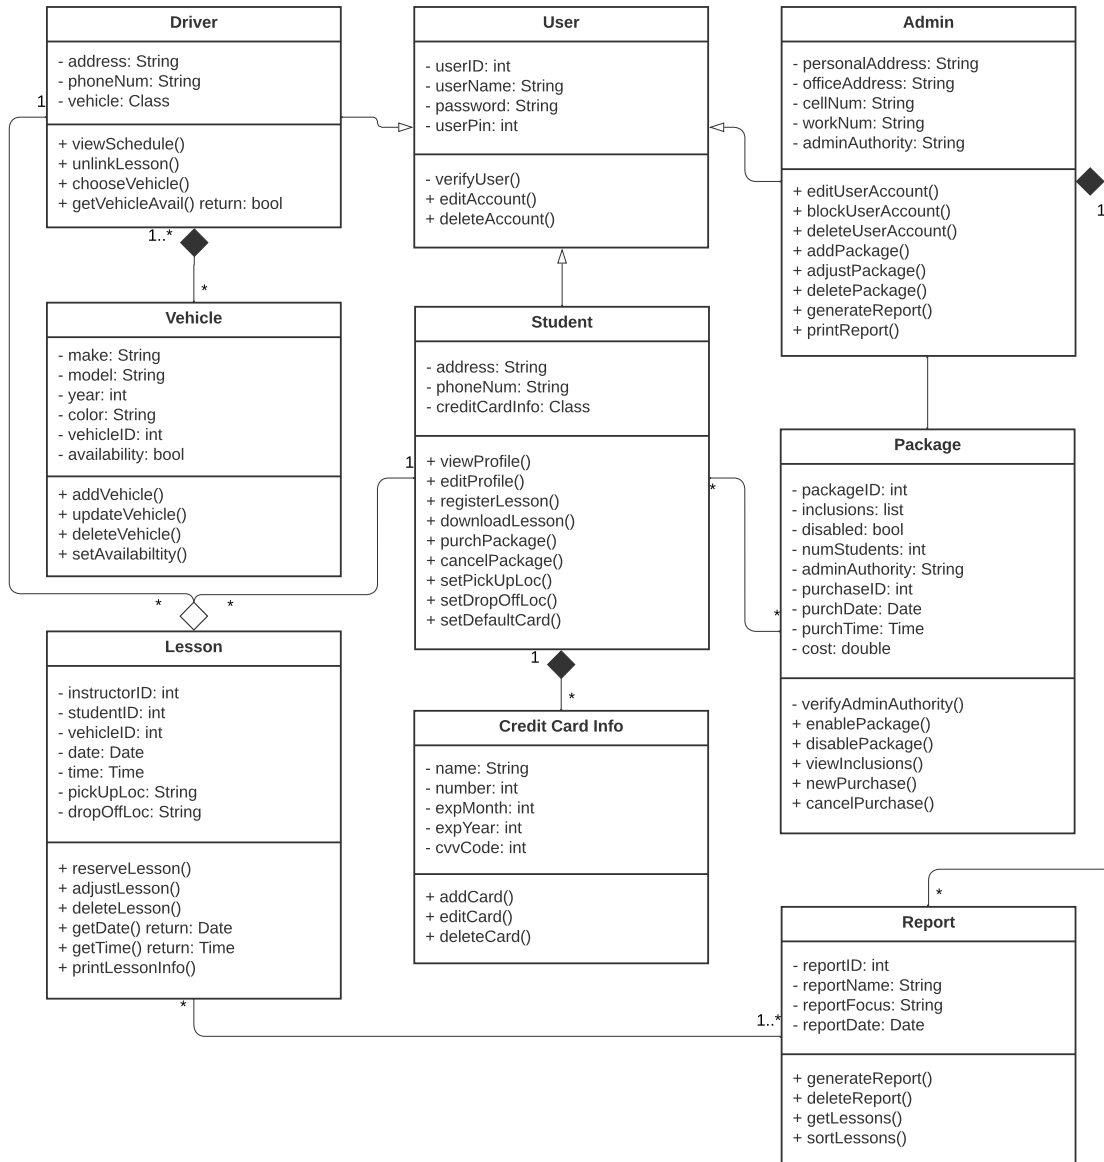 Driver
- address: String
- phoneNum: String
- vehicle: Class
+ viewSchedule()
+ unlinkLesson()
+ chooseVehicle()
+ getVehicleAvail() return: bool
1
1..*
*
User
- userID: int
- userName: String
- password: String
- userPin: int
- verifyUser()
+ editAccount()
+ deleteAccount()
Admin
- personalAddress: String
- officeAddress: String
- cellNum: String
- workNum: String
- adminAuthority: String
+ editUserAccount()
+ blockUserAccount()
+ deleteUserAccount()
+ addPackage()
+ adjustPackage()
+ deletePackage()
+ generateReport()
+ printReport()
1
Vehicle
- make: String
- model: String
- year: int
- color: String
- vehicleID: int
- availability: bool
+ addVehicle()
+ updateVehicle()
+ deleteVehicle()
+ setAvailabiltity()
*
*
Student
- address: String
- phoneNum: String
- creditCardInfo: Class
+ viewProfile()
+ editProfile()
+ registerLesson()
+ downloadLesson()
+ purchPackage()
+ cancelPackage()
+ setPickUpLoc()
+ setDropOffLoc()
+ setDefaultCard()
1
*
1
*
*
Package
- packageID: int
- inclusions: list
- disabled: bool
- numStudents: int
- adminAuthority: String
- purchaseID: int
- purchDate: Date
- purchTime: Time
- cost: double
- verifyAdminAuthority()
+ enablePackage()
+ disablePackage()
+ viewInclusions()
+ newPurchase()
+ cancelPurchase()
Lesson
- instructorID: int
- studentID: int
- vehicleID: int
- date: Date
- time: Time
- pickUpLoc: String
- dropOffLoc: String
+ reserveLesson()
+ adjustLesson()
+ deleteLesson()
+ getDate() return: Date
+ getTime() return: Time
+ printLessonInfo()
*
Credit Card Info
- name: String
- number: int
- expMonth: int
- expYear: int
- cvvCode: int
+ addCard()
+ editCard()
+ deleteCard()
*
1..*
Report
- reportID: int
- reportName: String
- reportFocus: String
- reportDate: Date
+ generateReport()
+ deleteReport()
+ getLessons()
+ sortLessons()